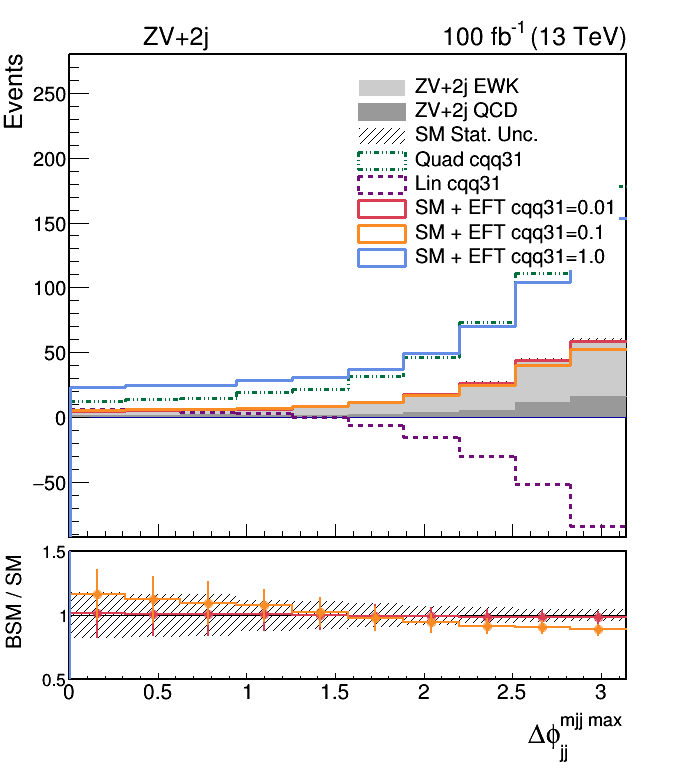 ZV+2j 100 fb-1 (13 TeV)
Events
250
200
150
100
50
0
−50
ZV+2j EWK
ZV+2j QCD
SM Stat. Unc.
Quad cqq31
Lin cqq31
SM + EFT cqq31=0.01
SM + EFT cqq31=0.1
SM + EFT cqq31=1.0
BSM / SM
1.5
1
0.5
0 0.5 1 1.5 2 2.5 3
Δϕjj mjj max